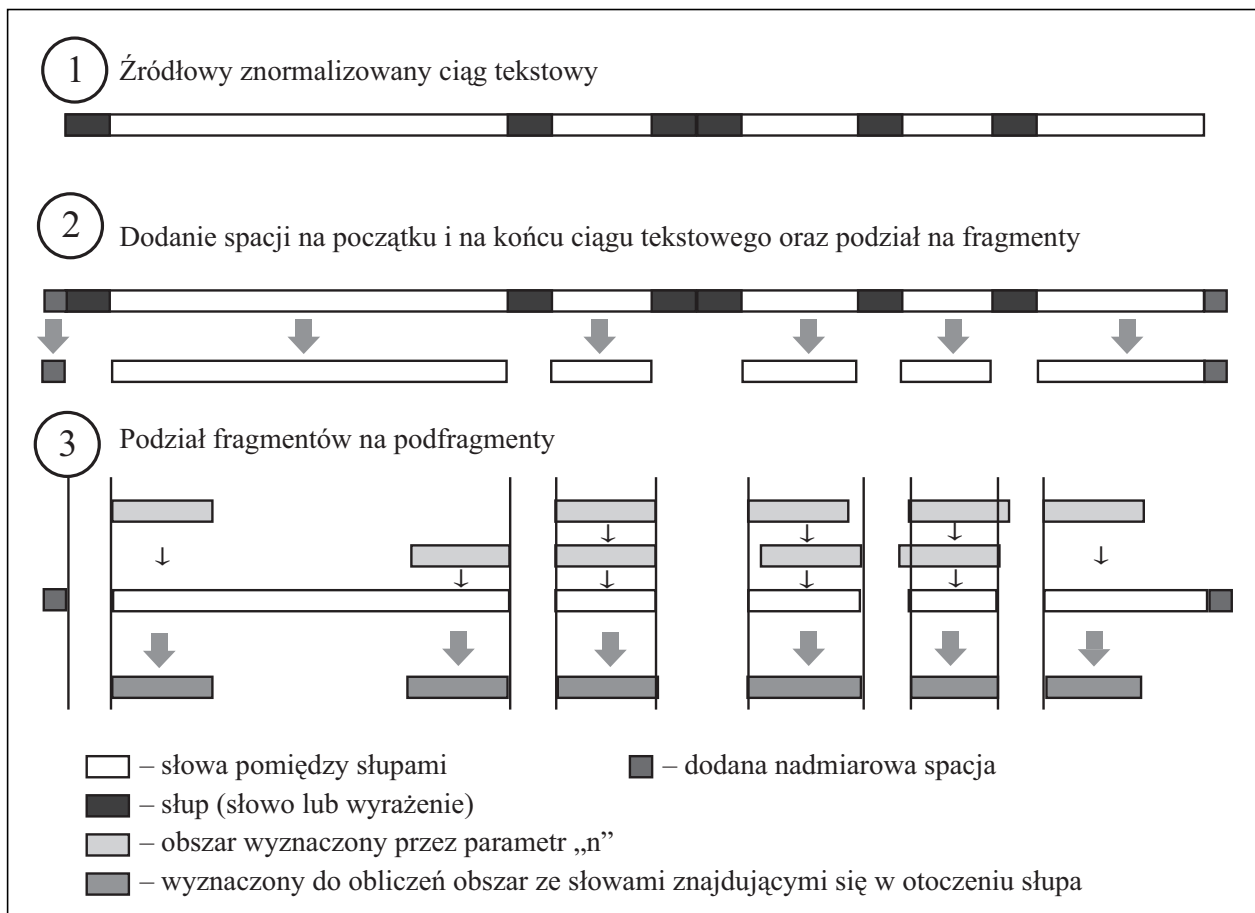 1 Źródłowy znormalizowany ciąg tekstowy
2 Dodanie spacji na początku i na końcu ciągu tekstowego oraz podział na fragmenty
3 Podział fragmentów na podfragmenty
– słowa pomiędzy słupami
– dodana nadmiarowa spacja
– słup (słowo lub wyrażenie)
– obszar wyznaczony przez parametr „n”
– wyznaczony do obliczeń obszar ze słowami znajdującymi się w otoczeniu słupa